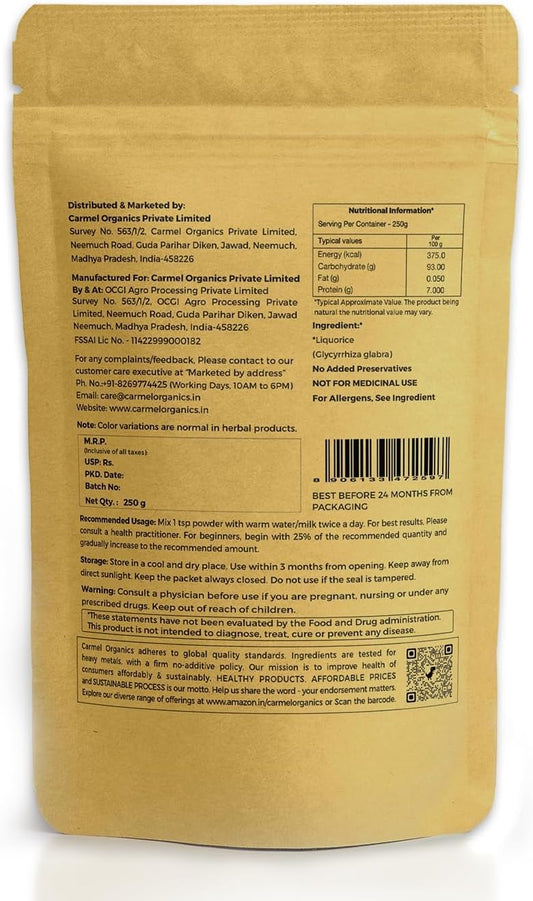 Distributed & Marketed by:
Carmel Organics Private Limited
Survey No. 563/1/2, Carmel Organics Private Limited,
Neemuch Road, Guda Parihar Diken, Jawad, Neemuch,
Madhya Pradesh, India-458226
Manufactured For: Carmel Organics Private Limited
By & At: OCGI Agro Processing Private Limited
Survey No. 563/1/2, OCGI Agro Processing Private
Limited, Neemuch Road, Guda Parihar Diken, Jawad
Neemuch, Madhya Pradesh, India-458226
FSSAI Lic No. - 11422999000182
For any complaints/feedback, Please contact to our
customer care executive at "Marketed by address"
Ph. No.:+91-8269774425 (Working Days, 10AM to 6PM)
Email: care@carmelorganics.in
Website: www.carmelorganics.in
Note: Color variations are normal in herbal products.
M.R.P.
(Inclusive of all taxes):
USP: Rs.
PKD. Date:
Batch No:
Net Qty. : 250 g
Nutritional Information*
Serving Per Container - 250g
Typical values Per 100 g
Energy (kcal) 375.0
Carbohydrate (g) 93.00
Fat (g) 0.050
Protein (g) 7.000
*Typical Approximate Value. The product being
natural the nutritional value may vary.
Ingredient:*
*Liquorice
(Glycyrrhiza glabra)
No Added Preservatives
NOT FOR MEDICINAL USE
For Allergens, See Ingredient
8 906133 472597
BEST BEFORE 24 MONTHS FROM
PACKAGING
Recommended Usage: Mix 1 tsp powder with warm water/milk twice a day. For best results. Please
consult a health practitioner. For beginners, begin with 25% of the recommended quantity and
gradually increase to the recommended amount.
Storage: Store in a cool and dry place. Use within 3 months from opening. Keep away from
direct sunlight. Keep the packet always closed. Do not use if the seal is tampered.
Warning: Consult a physician before use if you are pregnant, nursing or under any
prescribed drugs. Keep out of reach of children.
*These statements have not been evaluated by the Food and Drug administration.
This product is not intended to diagnose, treat, cure or prevent any disease.
Carmel Organics adheres to global quality standards. Ingredients are tested for
heavy metals, with a firm no-additive policy. Our mission is to improve health of
consumers affordably & sustainably. HEALTHY PRODUCTS, AFFORDABLE PRICES
and SUSTAINABLE PROCESS is our motto. Help us share the word - your endorsement matters.
Explore our diverse range of offerings at www.amazon.in/carmelorganics or Scan the barcode.